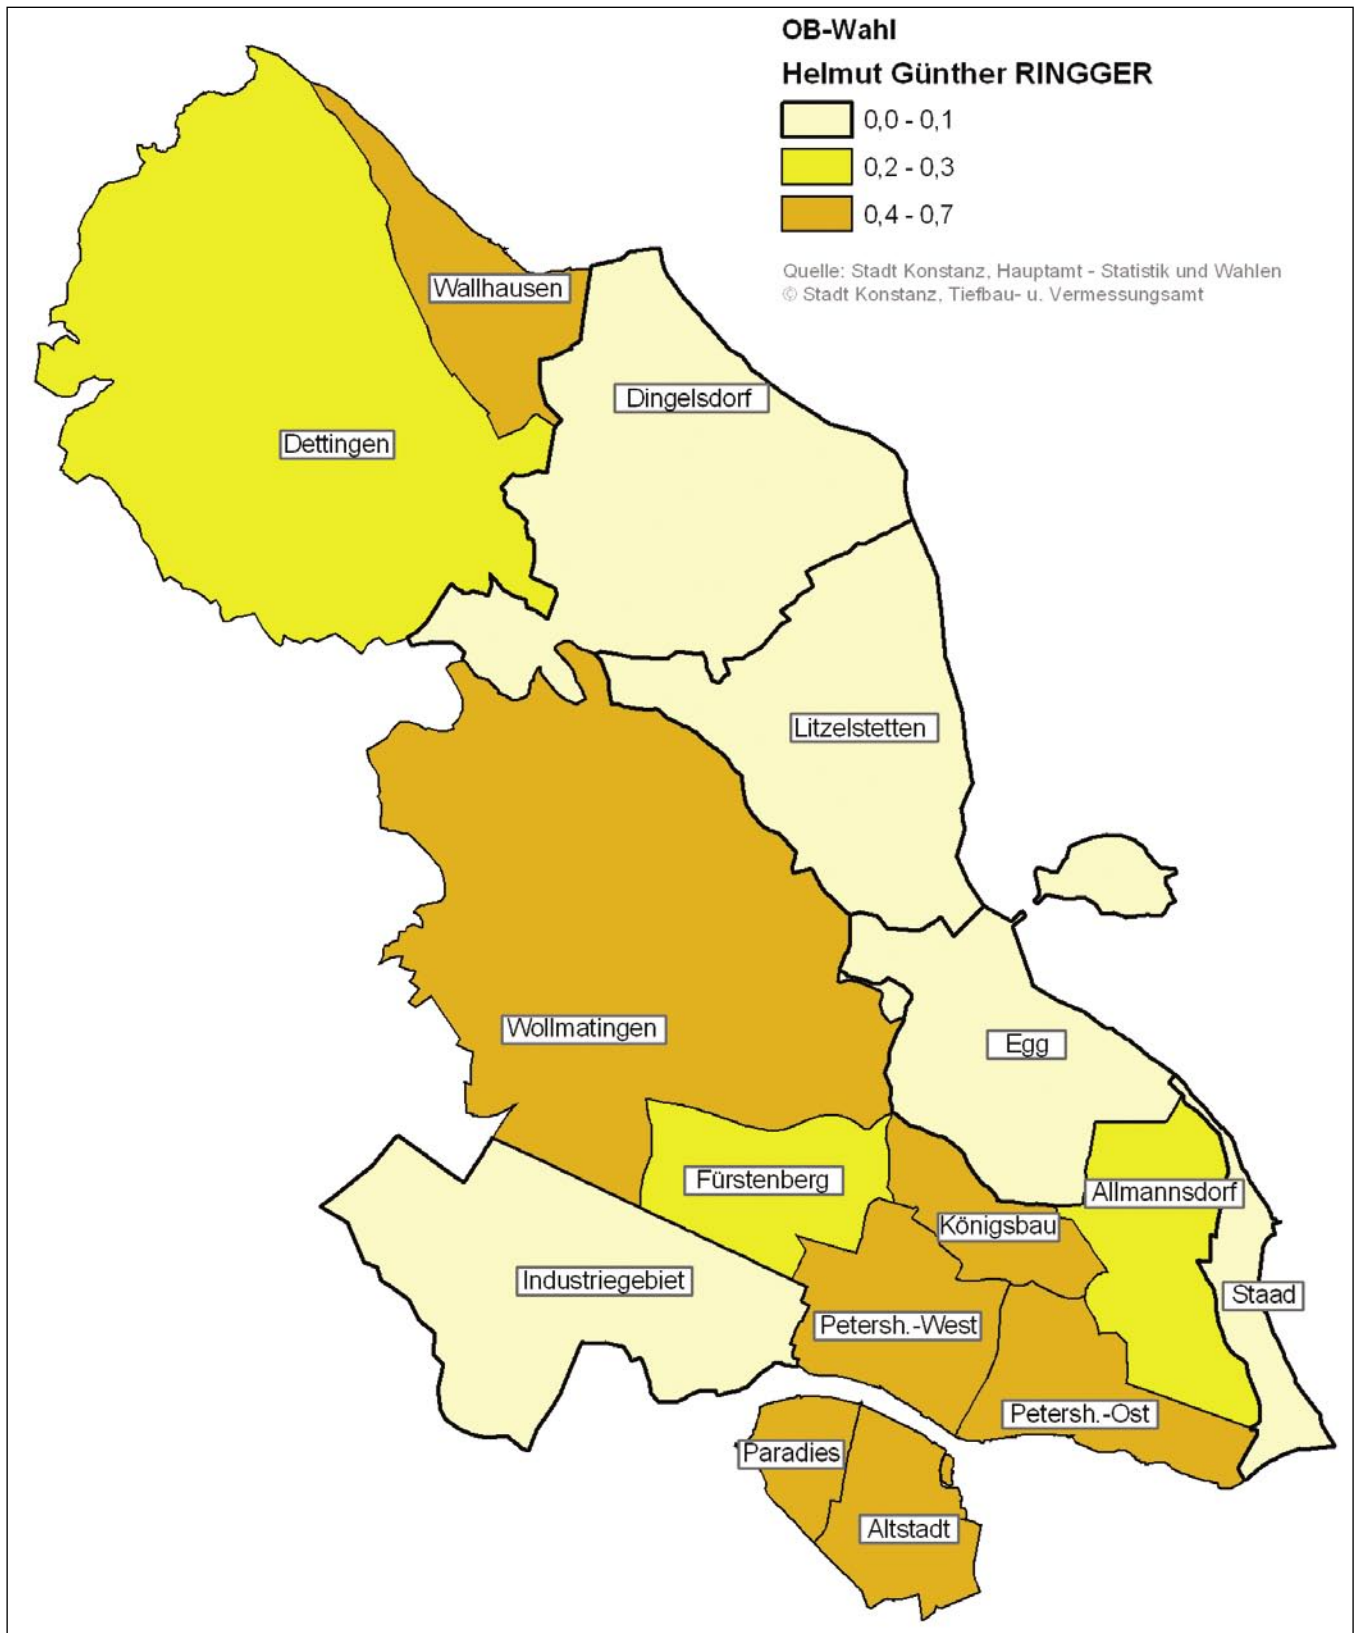 OB-Wahl
Helmut Günther RINGGER
0,0 - 0,1
0,2 - 0,3
0,4 - 0,7
Quelle: Stadt Konstanz, Hauptamt - Statistik und Wahlen
© Stadt Konstanz, Tiefbau- u. Vermessungsamt
Wallhausen
Dingelsdorf
Dettingen
Litzelstetten
Wollmatingen
Egg
Fürstenberg
Allmannsdorf
Königsbau
Industriegebiet
Staad
Petersh.-West
Petersh.-Ost
Paradies
Altstadt